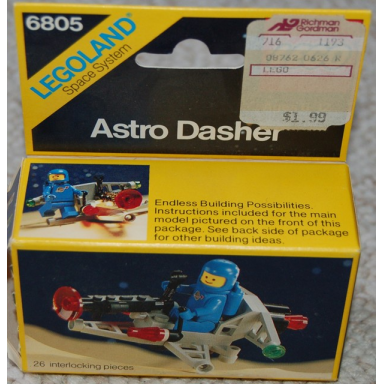 6805
LEGOLAND
Space System
Richman
Gordman
716 1193
08762 0626 R
LEGO
$1.99
Astro Dasher
Endless Building Possibilities.
Instructions included for the main
model pictured on the front of this
package. See back side of package
for other building ideas.
26 interlocking pieces